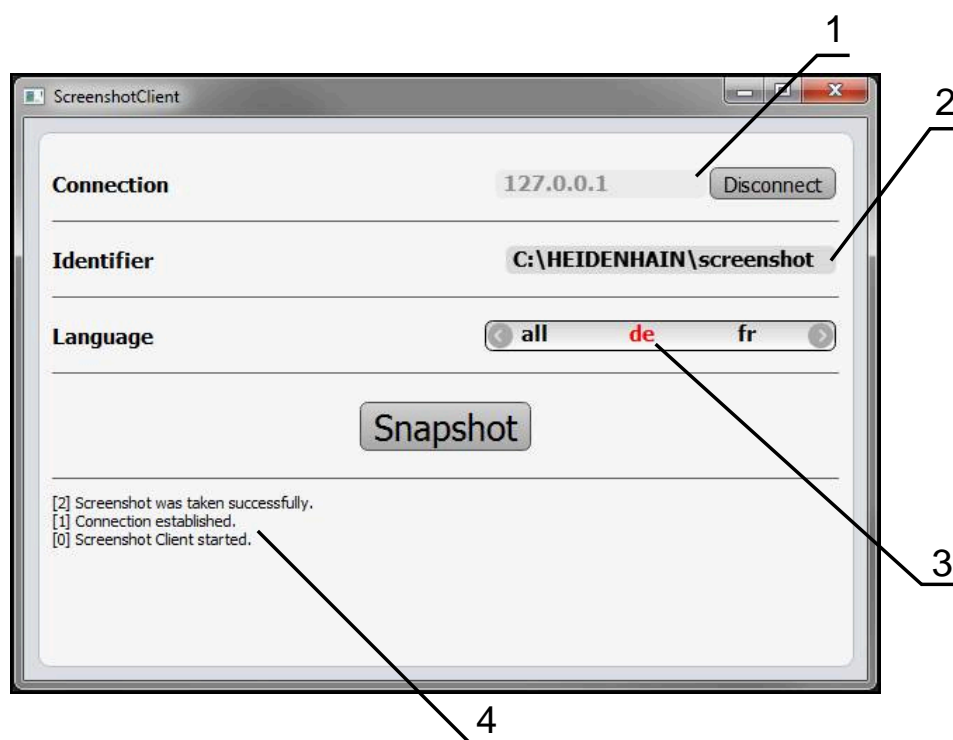 1
ScreenshotClient
2
Connection 127.0.0.1 Disconnect
Identifier C:\HEIDENHAIN\screenshot
Language all de fr
Snapshot
[2] Screenshot was taken successfully.
[1] Connection established.
[0] Screenshot Client started.
3
4